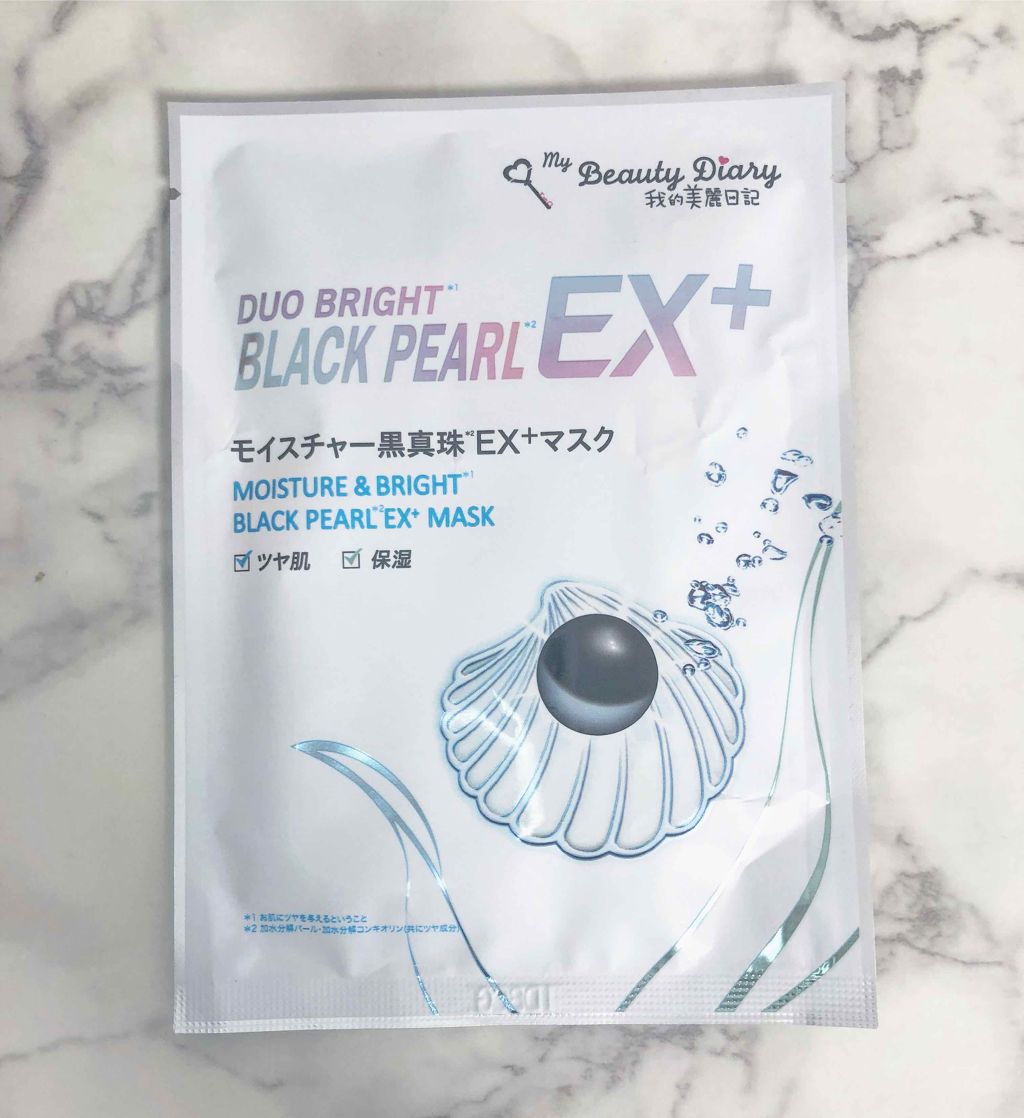 My Beauty Diary
我的美麗日記
DUO BRIGHT*1
BLACK PEARL*2 EX+
モイスチャー黒真珠*2EX+マスク
MOISTURE & BRIGHT*1
BLACK PEARL*2EX+ MASK
ツヤ肌 保湿
*1 お肌にツヤを与えるということ
*2 加水分解パール・加水分解コンキオリン(共にツヤ成分)